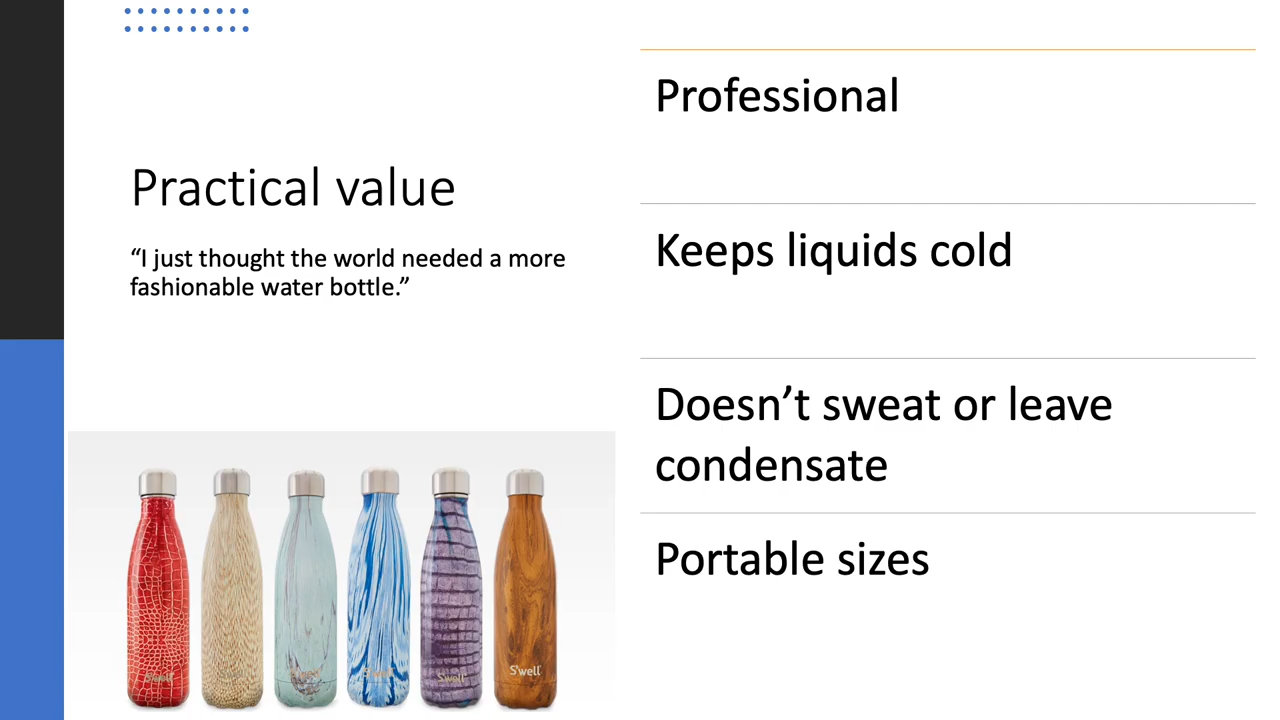 Practical value
“I just thought the world needed a more
fashionable water bottle.”
Professional
Keeps liquids cold
Doesn’t sweat or leave
condensate
Portable sizes
S'well
S'well
S'well